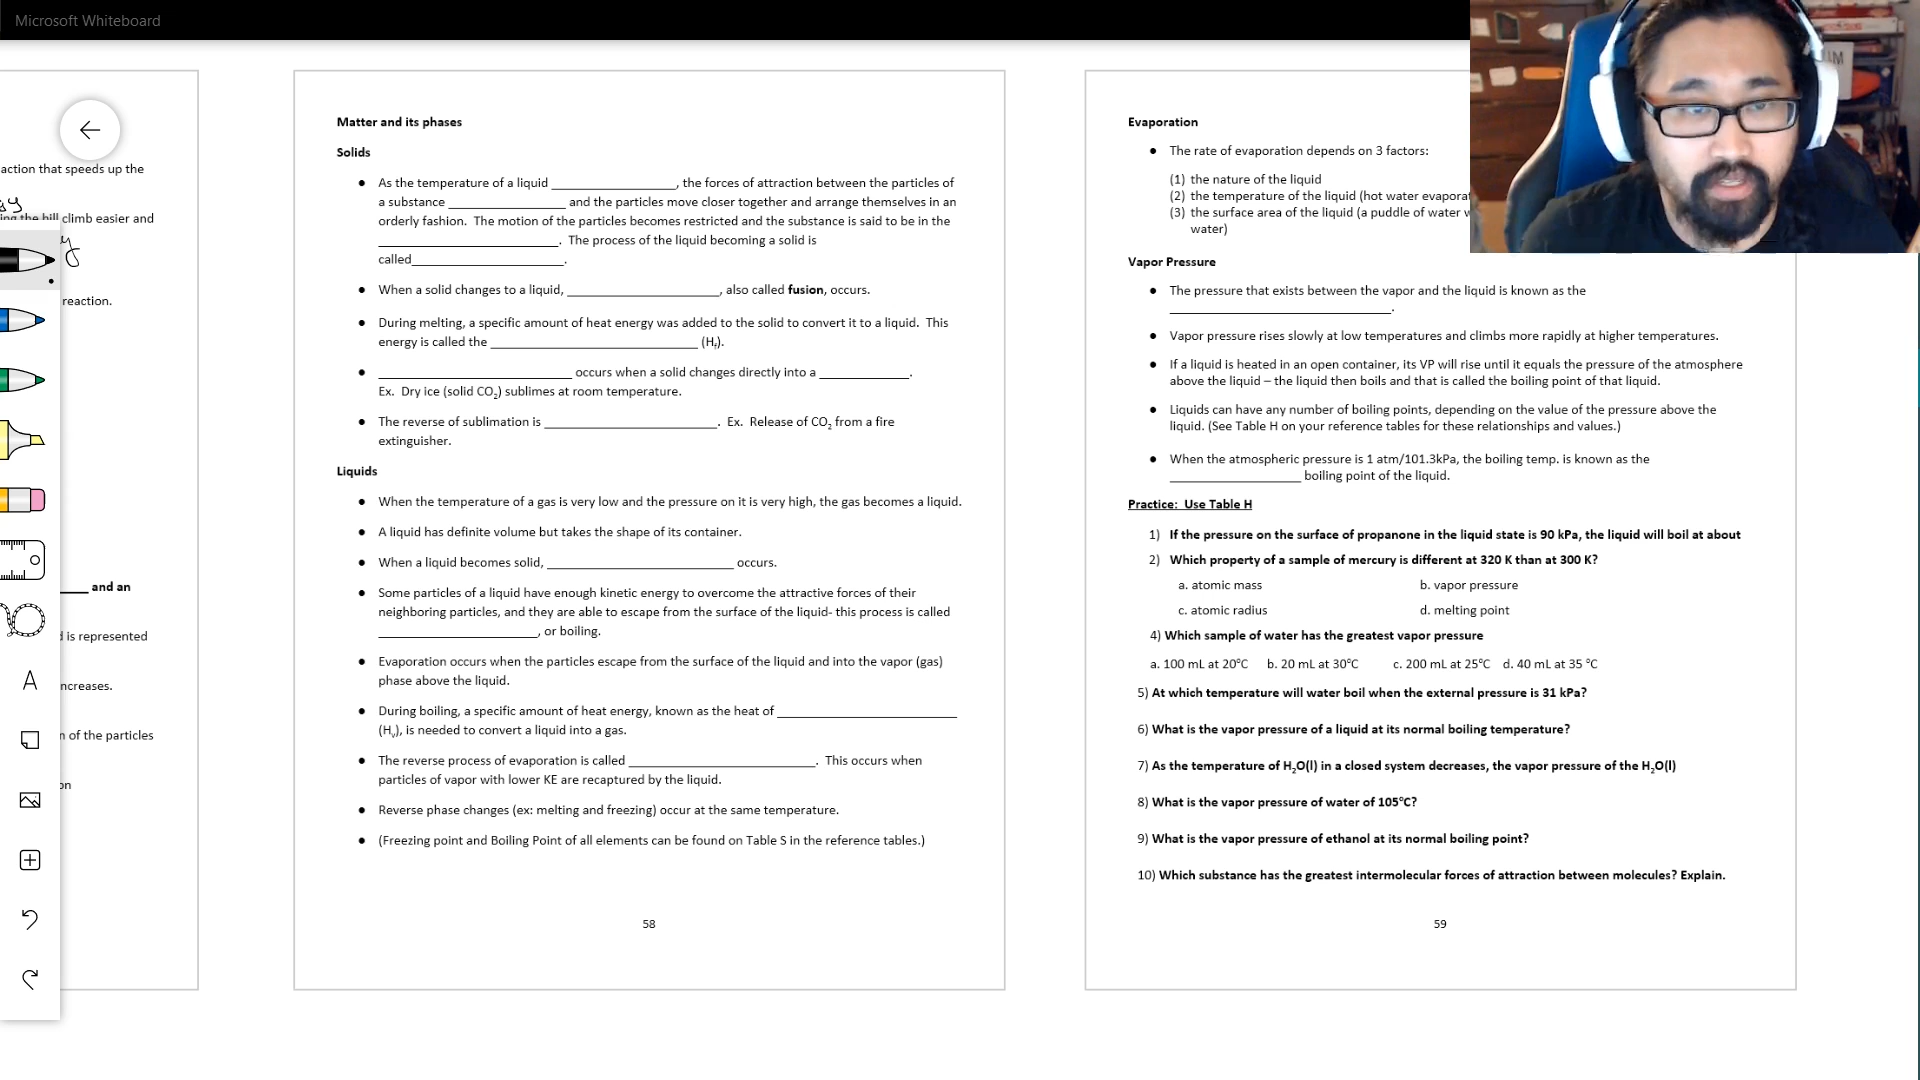 Microsoft Whiteboard
action that speeds up the
ing the hill climb easier and
reaction.
and an
is represented
ncreases.
n of the particles
on
Matter and its phases
Solids
● As the temperature of a liquid ___________________, the forces of attraction between the particles of
a substance __________________ and the particles move closer together and arrange themselves in an
orderly fashion. The motion of the particles becomes restricted and the substance is said to be in the
____________________________. The process of the liquid becoming a solid is
called_______________________.
● When a solid changes to a liquid, _______________________, also called fusion, occurs.
● During melting, a specific amount of heat energy was added to the solid to convert it to a liquid. This
energy is called the ________________________________ (Hf).
● ______________________________ occurs when a solid changes directly into a ______________.
Ex. Dry ice (solid CO2) sublimes at room temperature.
● The reverse of sublimation is ___________________________. Ex. Release of CO2 from a fire
extinguisher.
Liquids
● When the temperature of a gas is very low and the pressure on it is very high, the gas becomes a liquid.
● A liquid has definite volume but takes the shape of its container.
● When a liquid becomes solid, _____________________________ occurs.
● Some particles of a liquid have enough kinetic energy to overcome the attractive forces of their
neighboring particles, and they are able to escape from the surface of the liquid- this process is called
_________________________, or boiling.
● Evaporation occurs when the particles escape from the surface of the liquid and into the vapor (gas)
phase above the liquid.
● During boiling, a specific amount of heat energy, known as the heat of ____________________________
(Hv), is needed to convert a liquid into a gas.
● The reverse process of evaporation is called _____________________________. This occurs when
particles of vapor with lower KE are recaptured by the liquid.
● Reverse phase changes (ex: melting and freezing) occur at the same temperature.
● (Freezing point and Boiling Point of all elements can be found on Table S in the reference tables.)
58
Evaporation
● The rate of evaporation depends on 3 factors:
(1) the nature of the liquid
(2) the temperature of the liquid (hot water evaporat
(3) the surface area of the liquid (a puddle of water
water)
Vapor Pressure
● The pressure that exists between the vapor and the liquid is known as the
__________________________________.
● Vapor pressure rises slowly at low temperatures and climbs more rapidly at higher temperatures.
● If a liquid is heated in an open container, its VP will rise until it equals the pressure of the atmosphere
above the liquid – the liquid then boils and that is called the boiling point of that liquid.
● Liquids can have any number of boiling points, depending on the value of the pressure above the
liquid. (See Table H on your reference tables for these relationships and values.)
● When the atmospheric pressure is 1 atm/101.3kPa, the boiling temp. is known as the
____________________ boiling point of the liquid.
Practice: Use Table H
1) If the pressure on the surface of propanone in the liquid state is 90 kPa, the liquid will boil at about
2) Which property of a sample of mercury is different at 320 K than at 300 K?
a. atomic mass b. vapor pressure
c. atomic radius d. melting point
4) Which sample of water has the greatest vapor pressure
a. 100 mL at 20°C b. 20 mL at 30°C c. 200 mL at 25°C d. 40 mL at 35 °C
5) At which temperature will water boil when the external pressure is 31 kPa?
6) What is the vapor pressure of a liquid at its normal boiling temperature?
7) As the temperature of H2O(l) in a closed system decreases, the vapor pressure of the H2O(l)
8) What is the vapor pressure of water of 105°C?
9) What is the vapor pressure of ethanol at its normal boiling point?
10) Which substance has the greatest intermolecular forces of attraction between molecules? Explain.
59